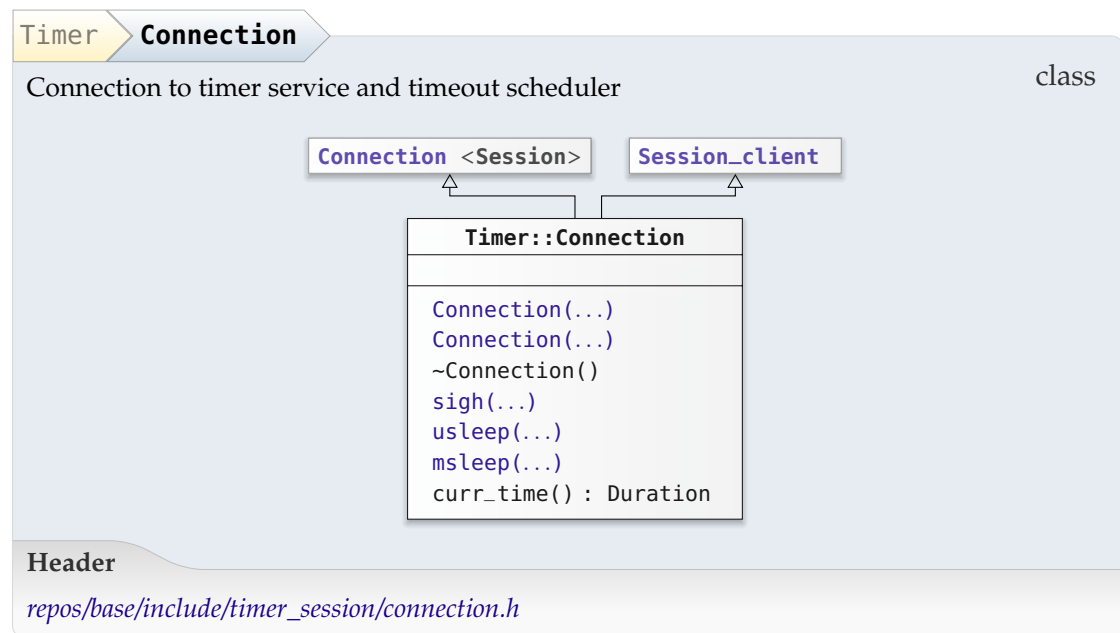 Timer Connection
class
Connection to timer service and timeout scheduler
Connection <Session> Session_client
Timer::Connection
Connection(...)
Connection(...)
~Connection()
sigh(...)
usleep(...)
msleep(...)
curr_time() : Duration
Header
repos/base/include/timer_session/connection.h